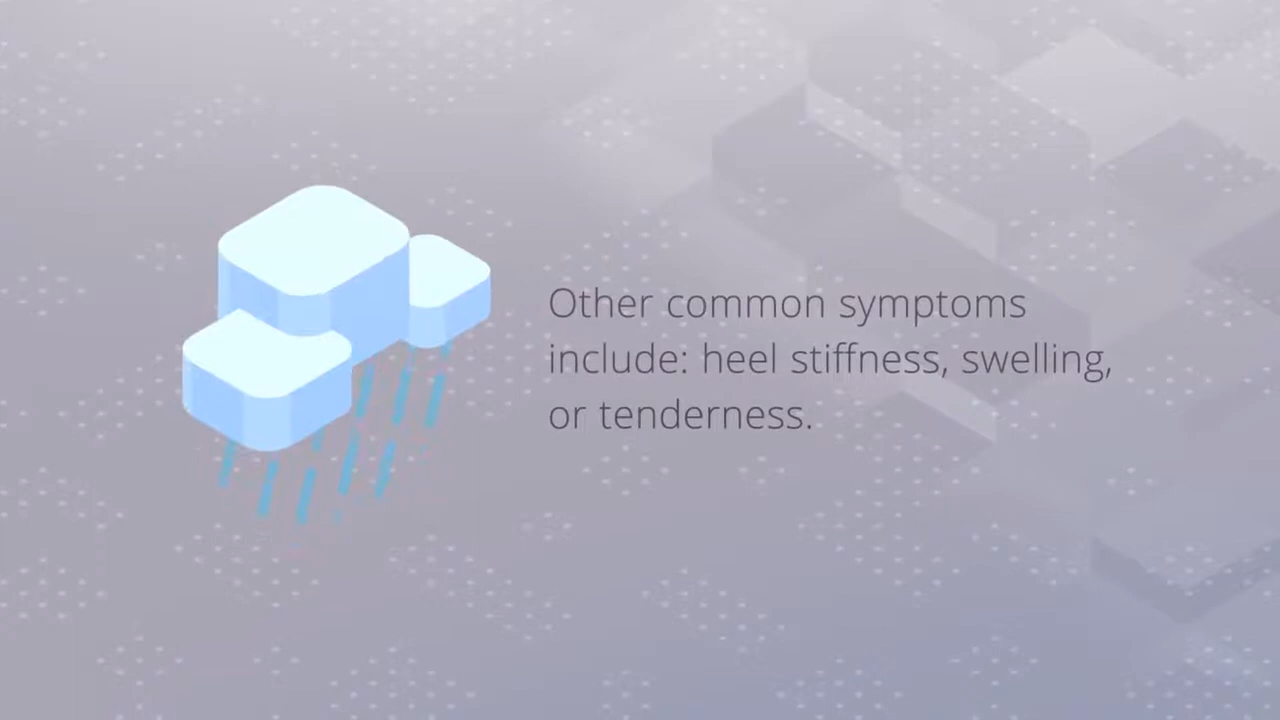 Other common symptoms
include: heel stiffness, swelling,
or tenderness.